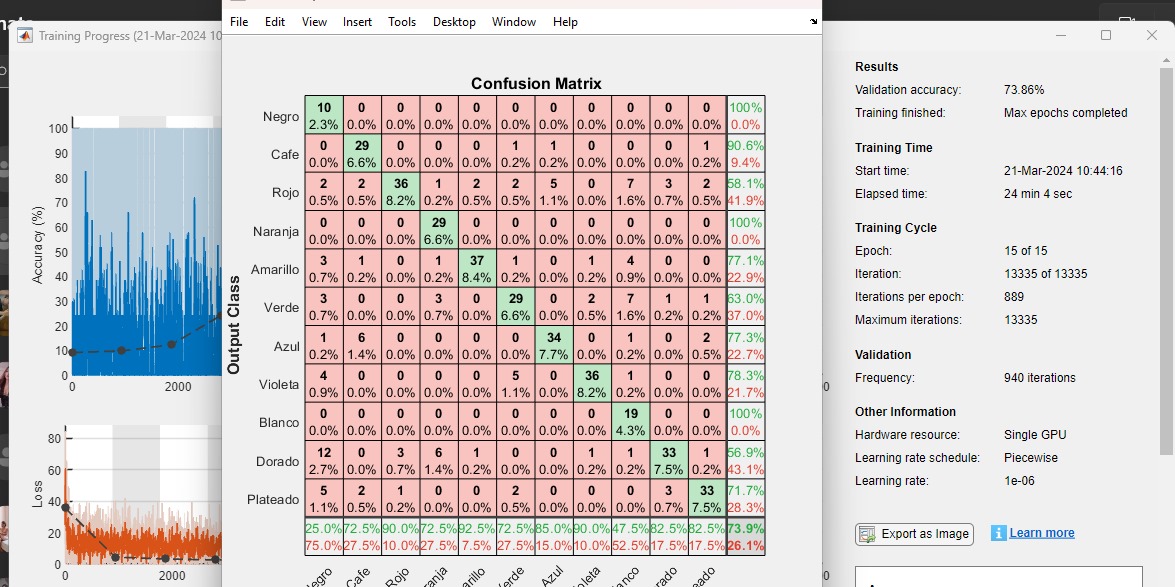 File Edit View Insert Tools Desktop Window Help
Training Progress (21-Mar-2024 10
Confusion Matrix
Negro 10 0 0 0 0 0 0 0 0 0 0 100%
2.3% 0.0% 0.0% 0.0% 0.0% 0.0% 0.0% 0.0% 0.0% 0.0% 0.0% 0.0%
Cafe 0 29 0 0 0 1 1 0 0 0 1 90.6%
0.0% 6.6% 0.0% 0.0% 0.0% 0.2% 0.2% 0.0% 0.0% 0.0% 0.2% 9.4%
Rojo 2 2 36 1 2 2 5 0 7 3 2 58.1%
0.5% 0.5% 8.2% 0.2% 0.5% 0.5% 1.1% 0.0% 1.6% 0.7% 0.5% 41.9%
Naranja 0 0 0 29 0 0 0 0 0 0 0 100%
0.0% 0.0% 0.0% 6.6% 0.0% 0.0% 0.0% 0.0% 0.0% 0.0% 0.0% 0.0%
Amarillo 3 1 0 1 37 1 0 1 4 0 0 77.1%
0.7% 0.2% 0.0% 0.2% 8.4% 0.2% 0.0% 0.2% 0.9% 0.0% 0.0% 22.9%
Verde 3 0 0 3 0 29 0 2 7 1 1 63.0%
0.7% 0.0% 0.0% 0.7% 0.0% 6.6% 0.0% 0.5% 1.6% 0.2% 0.2% 37.0%
Azul 1 6 0 0 0 0 34 0 1 0 2 77.3%
0.2% 1.4% 0.0% 0.0% 0.0% 0.0% 7.7% 0.0% 0.2% 0.0% 0.5% 22.7%
Violeta 4 0 0 0 0 5 0 36 1 0 0 78.3%
0.9% 0.0% 0.0% 0.0% 0.0% 1.1% 0.0% 8.2% 0.2% 0.0% 0.0% 21.7%
Blanco 0 0 0 0 0 0 0 0 19 0 0 100%
0.0% 0.0% 0.0% 0.0% 0.0% 0.0% 0.0% 0.0% 4.3% 0.0% 0.0% 0.0%
Dorado 12 0 3 6 1 0 0 1 1 33 1 56.9%
2.7% 0.0% 0.7% 1.4% 0.2% 0.0% 0.0% 0.2% 0.2% 7.5% 0.2% 43.1%
Plateado 5 2 1 0 0 2 0 0 0 3 33 71.7%
1.1% 0.5% 0.2% 0.0% 0.0% 0.5% 0.0% 0.0% 0.0% 0.7% 7.5% 28.3%
25.0% 72.5% 90.0% 72.5% 92.5% 72.5% 85.0% 90.0% 47.5% 82.5% 82.5% 73.9%
75.0% 27.5% 10.0% 27.5% 7.5% 27.5% 15.0% 10.0% 52.5% 17.5% 17.5% 26.1%
egro Cafe Rojo ranja arillo erde Azul oleta anco rado eado
Output Class
Accuracy (%)
100
90
80
70
60
50
40
30
20
10
0
0 2000
Loss
80
60
40
20
0
0 2000
Results
Validation accuracy: 73.86%
Training finished: Max epochs completed
Training Time
Start time: 21-Mar-2024 10:44:16
Elapsed time: 24 min 4 sec
Training Cycle
Epoch: 15 of 15
Iteration: 13335 of 13335
Iterations per epoch: 889
Maximum iterations: 13335
Validation
Frequency: 940 iterations
Other Information
Hardware resource: Single GPU
Learning rate schedule: Piecewise
Learning rate: 1e-06
Export as Image
Learn more